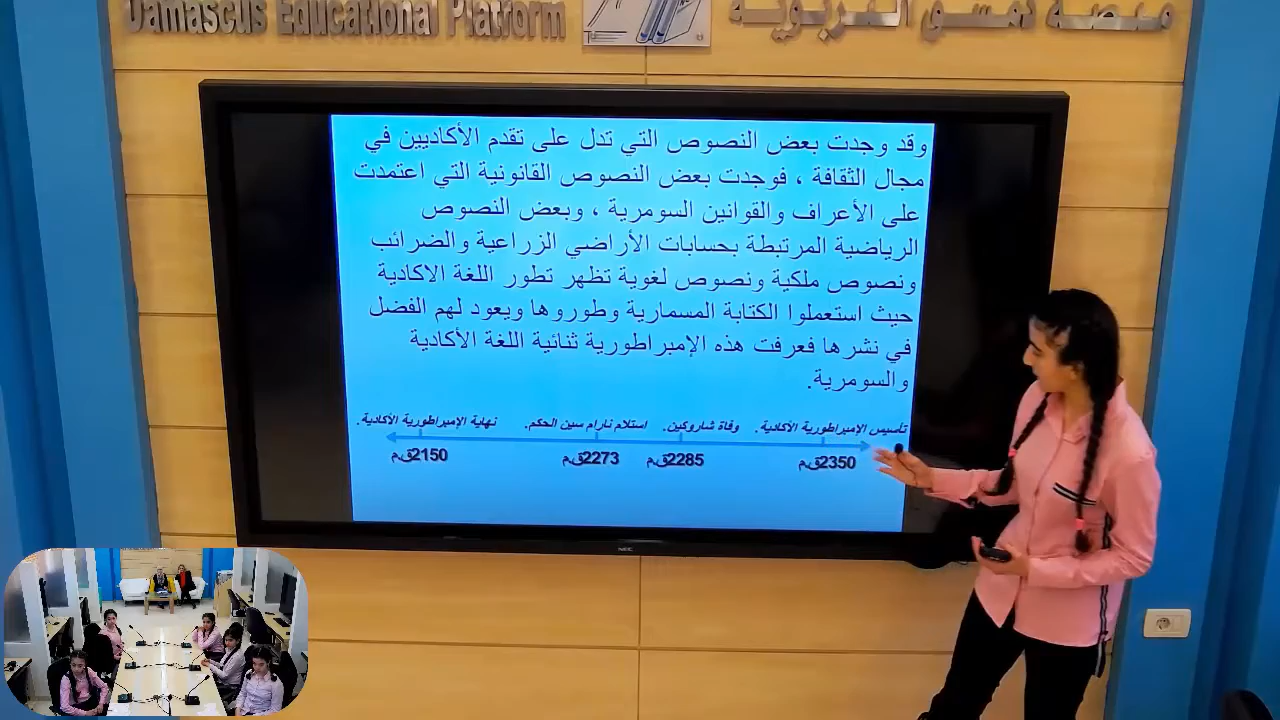 Damascus Educational Platform
منصة دمشق التربوية
وقد وجدت بعض النصوص التي تدل على تقدم الأكاديين في
مجال الثقافة ، فوجدت بعض النصوص القانونية التي اعتمدت
على الأعراف والقوانين السومرية ، وبعض النصوص
الرياضية المرتبطة بحسابات الأراضي الزراعية والضرائب
ونصوص ملكية ونصوص لغوية تظهر تطور اللغة الاكادية
حيث استعملوا الكتابة المسمارية وطوروها ويعود لهم الفضل
في نشرها فعرفت هذه الإمبراطورية ثنائية اللغة الأكادية
والسومرية.
تأسيس الإمبراطورية الأكادية. وفاة شاروكين. استلام نارام سين الحكم. نهاية الإمبراطورية الأكادية.
2350ق.م 2285ق.م 2273ق.م 2150ق.م
NEC